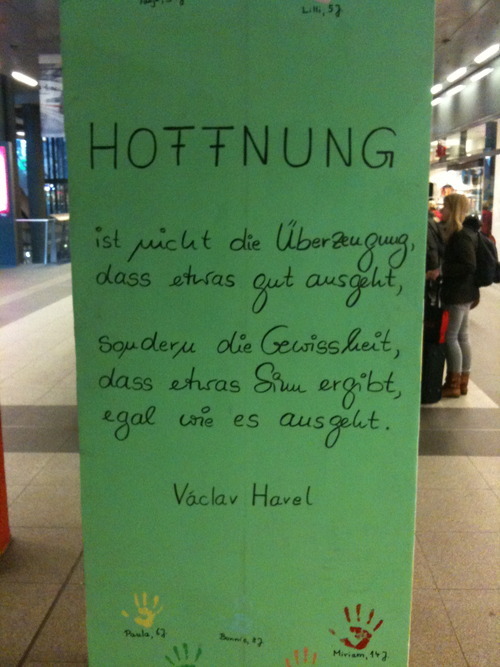 Lilli, 5J
HOFFNUNG
ist nicht die Überzeugung,
dass etwas gut ausgeht,
sondern die Gewissheit,
dass etwas Sinn ergibt,
egal wie es ausgeht.
Václav Havel
Paula, 6J
8J
Miriam, 14J